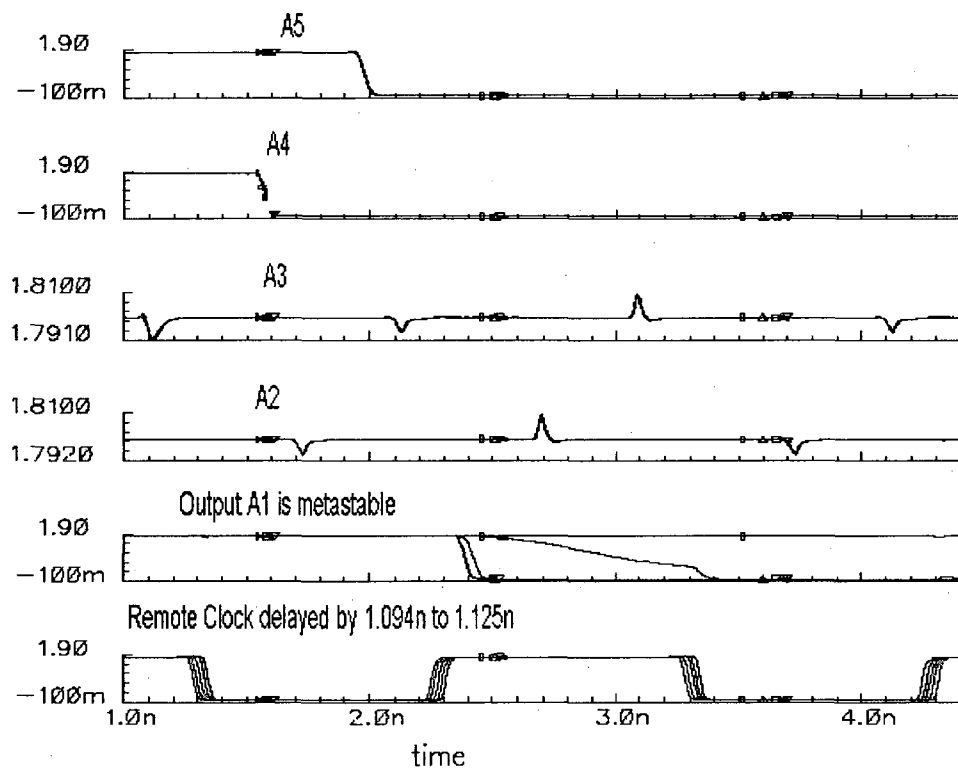 A5
1.90
-100m
A4
1.90
-100m
A3
1.8100
1.7910
A2
1.8100
1.7920
Output A1 is metastable
1.90
-100m
Remote Clock delayed by 1.094n to 1.125n
1.90
-100m
1.0n 2.0n 3.0n 4.0n
time